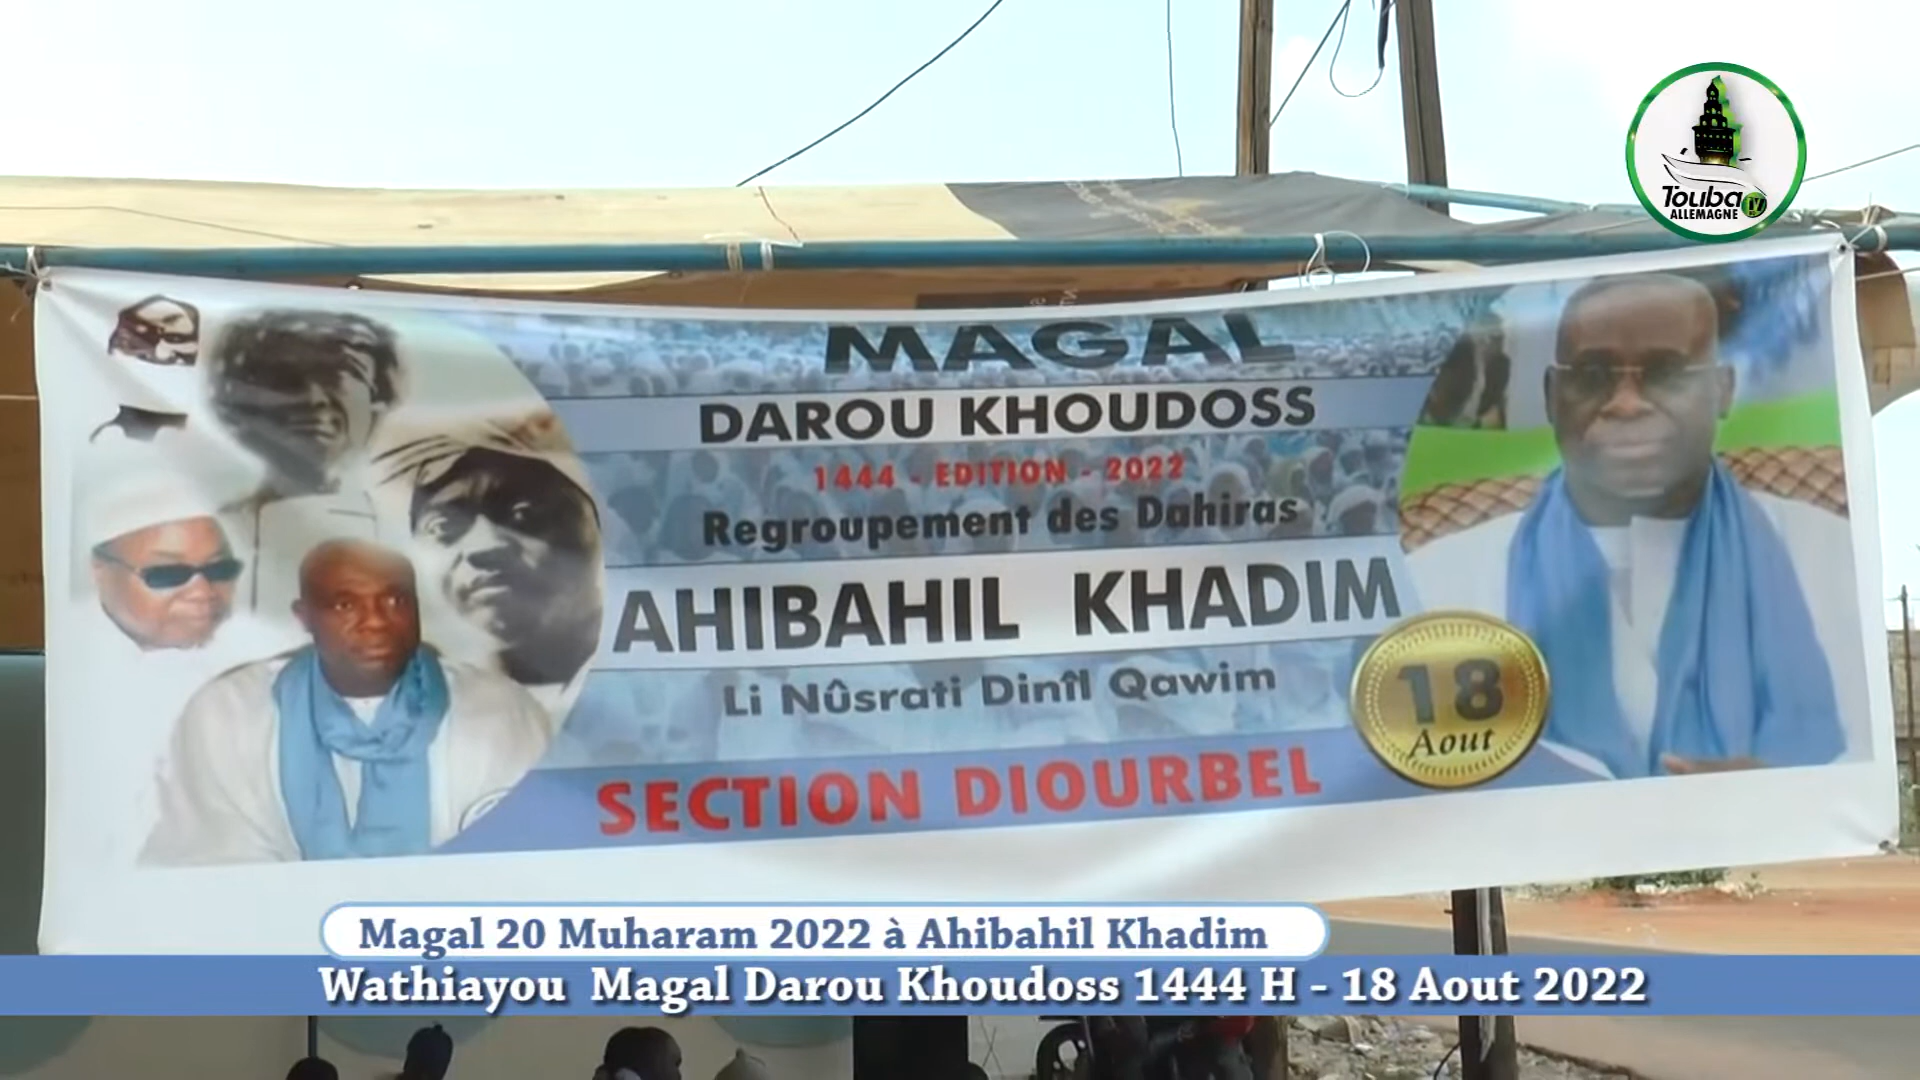 Touba TV
ALLEMAGNE
MAGAL
DAROU KHOUDOSS
1444 - EDITION - 2022
Regroupement des Dahiras
AHIBAHIL KHADIM
Li Nûsrati Dinîl Qawim
18
Aout
SECTION DIOURBEL
Magal 20 Muharam 2022 à Ahibahil Khadim
Wathiayou Magal Darou Khoudoss 1444 H - 18 Aout 2022